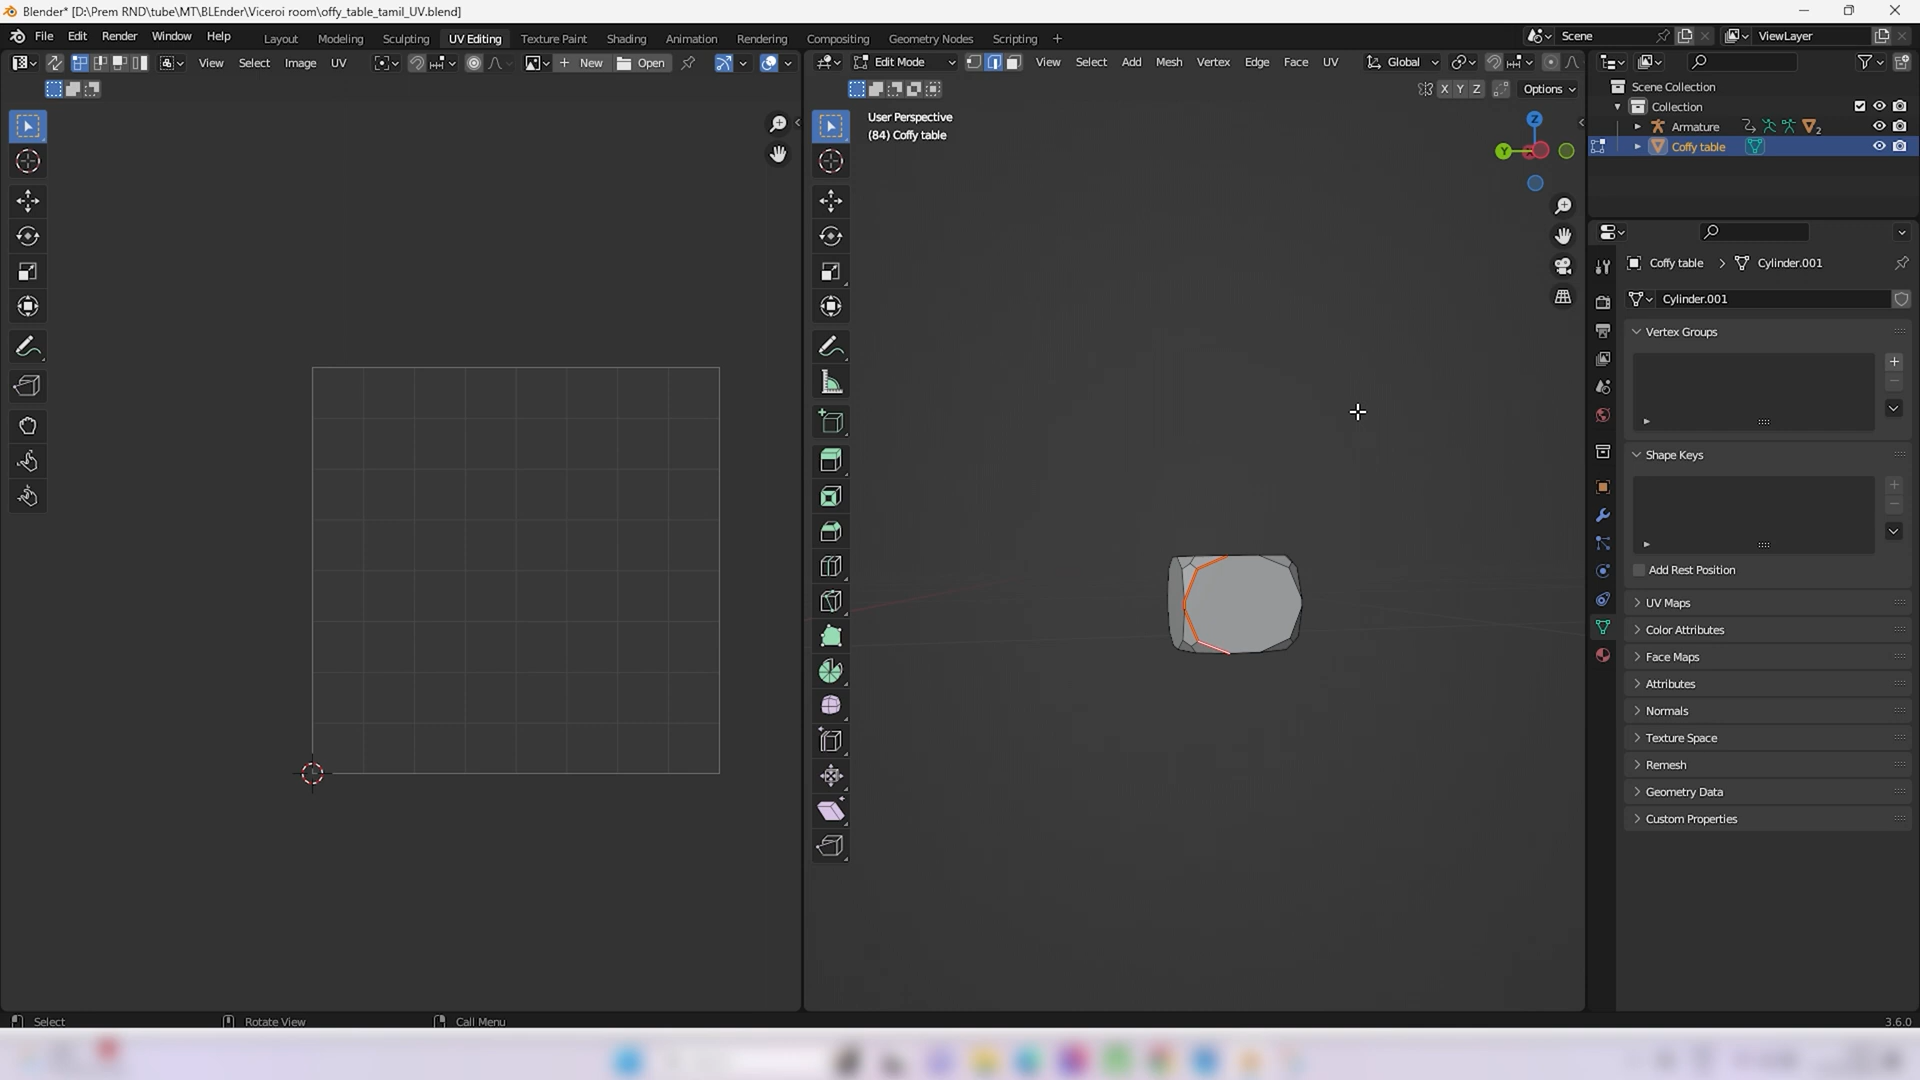 Blender* [D:\Prem RND\tube\MT\BLEnder\Viceroi room\offy_table_tamil_UV.blend]
File Edit Render Window Help Layout Modeling Sculpting UV Editing Texture Paint Shading Animation Rendering Compositing Geometry Nodes Scripting + Scene ViewLayer
View Select Image UV New Open Edit Mode View Select Add Mesh Vertex Edge Face UV Global
X Y Z Options
Scene Collection
Collection
Armature 2
Coffy table
User Perspective
(84) Coffy table
Z
Y
Coffy table > Cylinder.001
Cylinder.001
Vertex Groups
Shape Keys
Add Rest Position
UV Maps
Color Attributes
Face Maps
Attributes
Normals
Texture Space
Remesh
Geometry Data
Custom Properties
Select Rotate View Call Menu 3.6.0